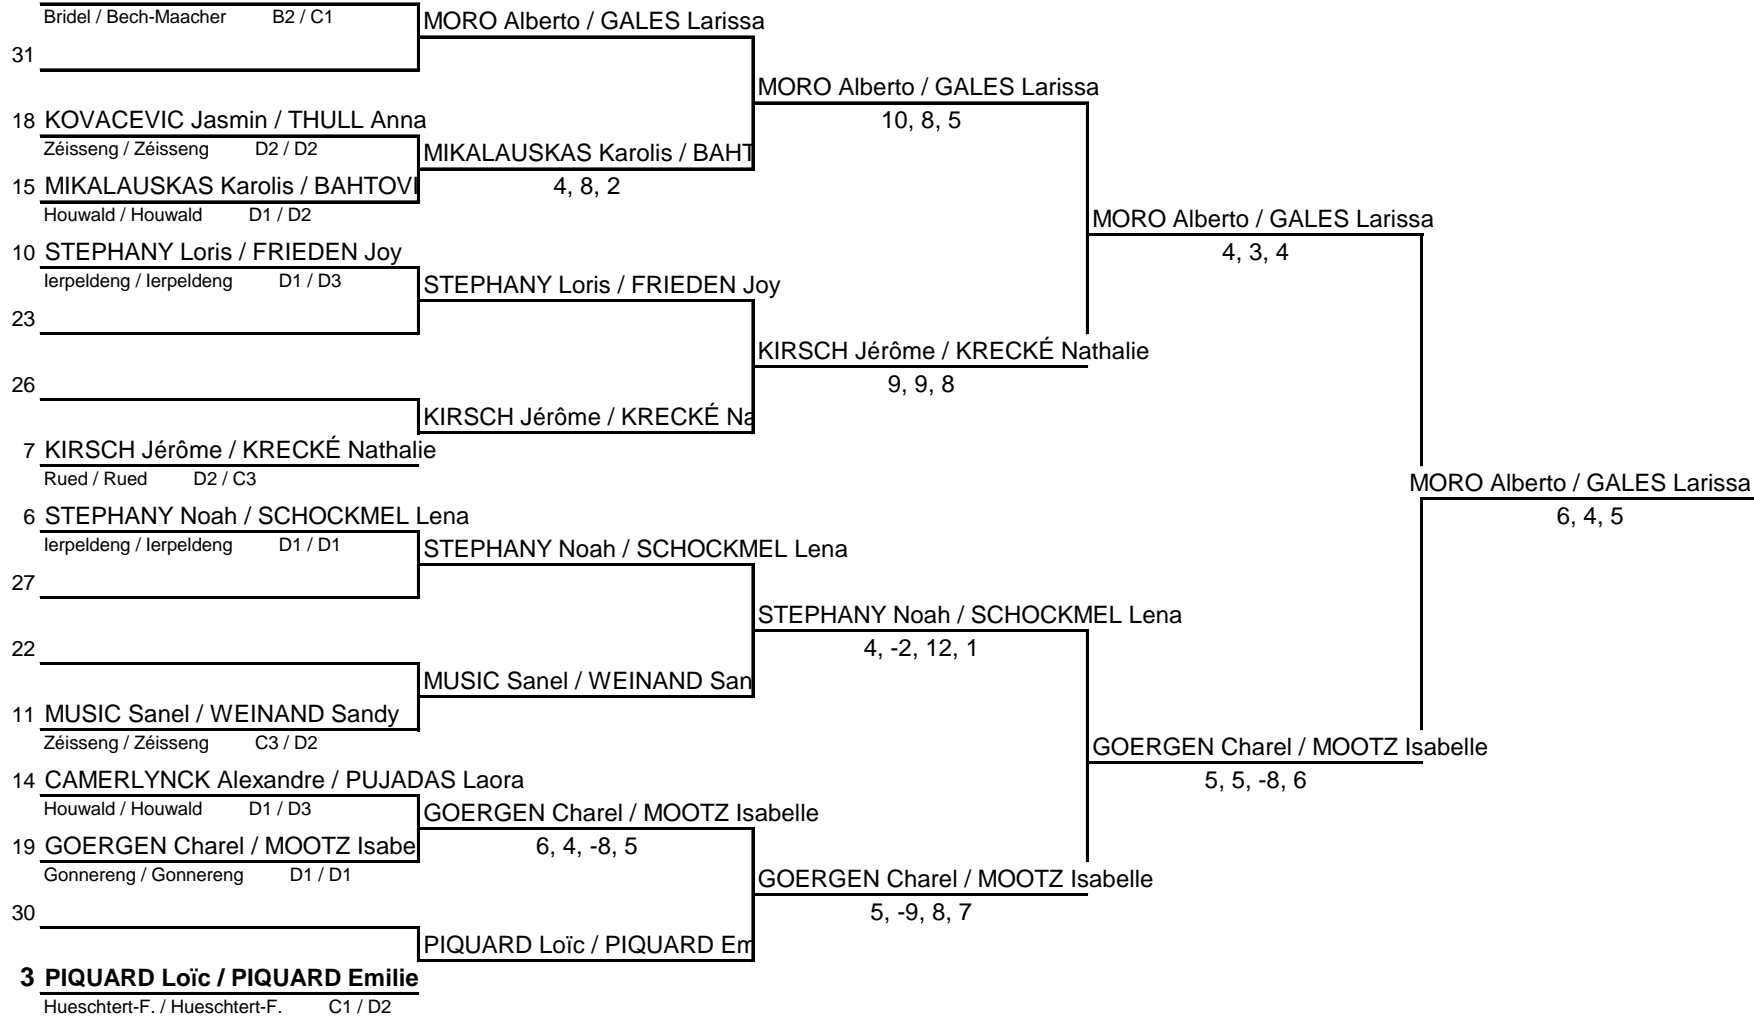 Bridel / Bech-Maacher B2 / C1
MORO Alberto / GALES Larissa
31
MORO Alberto / GALES Larissa
10, 8, 5
18 KOVACEVIC Jasmin / THULL Anna
Zéisseng / Zéisseng D2 / D2
MIKALAUSKAS Karolis / BAHT
4, 8, 2
15 MIKALAUSKAS Karolis / BAHTOVI
Houwald / Houwald D1 / D2
MORO Alberto / GALES Larissa
4, 3, 4
10 STEPHANY Loris / FRIEDEN Joy
Ierpeldeng / Ierpeldeng D1 / D3
STEPHANY Loris / FRIEDEN Joy
23
KIRSCH Jérôme / KRECKÉ Nathalie
9, 9, 8
26
KIRSCH Jérôme / KRECKÉ Na
7 KIRSCH Jérôme / KRECKÉ Nathalie
Rued / Rued D2 / C3
MORO Alberto / GALES Larissa
6, 4, 5
6 STEPHANY Noah / SCHOCKMEL Lena
Ierpeldeng / Ierpeldeng D1 / D1
STEPHANY Noah / SCHOCKMEL Lena
27
STEPHANY Noah / SCHOCKMEL Lena
4, -2, 12, 1
22
MUSIC Sanel / WEINAND San
11 MUSIC Sanel / WEINAND Sandy
Zéisseng / Zéisseng C3 / D2
GOERGEN Charel / MOOTZ Isabelle
5, 5, -8, 6
14 CAMERLYNCK Alexandre / PUJADAS Laora
Houwald / Houwald D1 / D3
GOERGEN Charel / MOOTZ Isabelle
6, 4, -8, 5
19 GOERGEN Charel / MOOTZ Isabe
Gonnereng / Gonnereng D1 / D1
GOERGEN Charel / MOOTZ Isabelle
5, -9, 8, 7
30
PIQUARD Loïc / PIQUARD Em
3 PIQUARD Loïc / PIQUARD Emilie
Hueschtert-F. / Hueschtert-F. C1 / D2